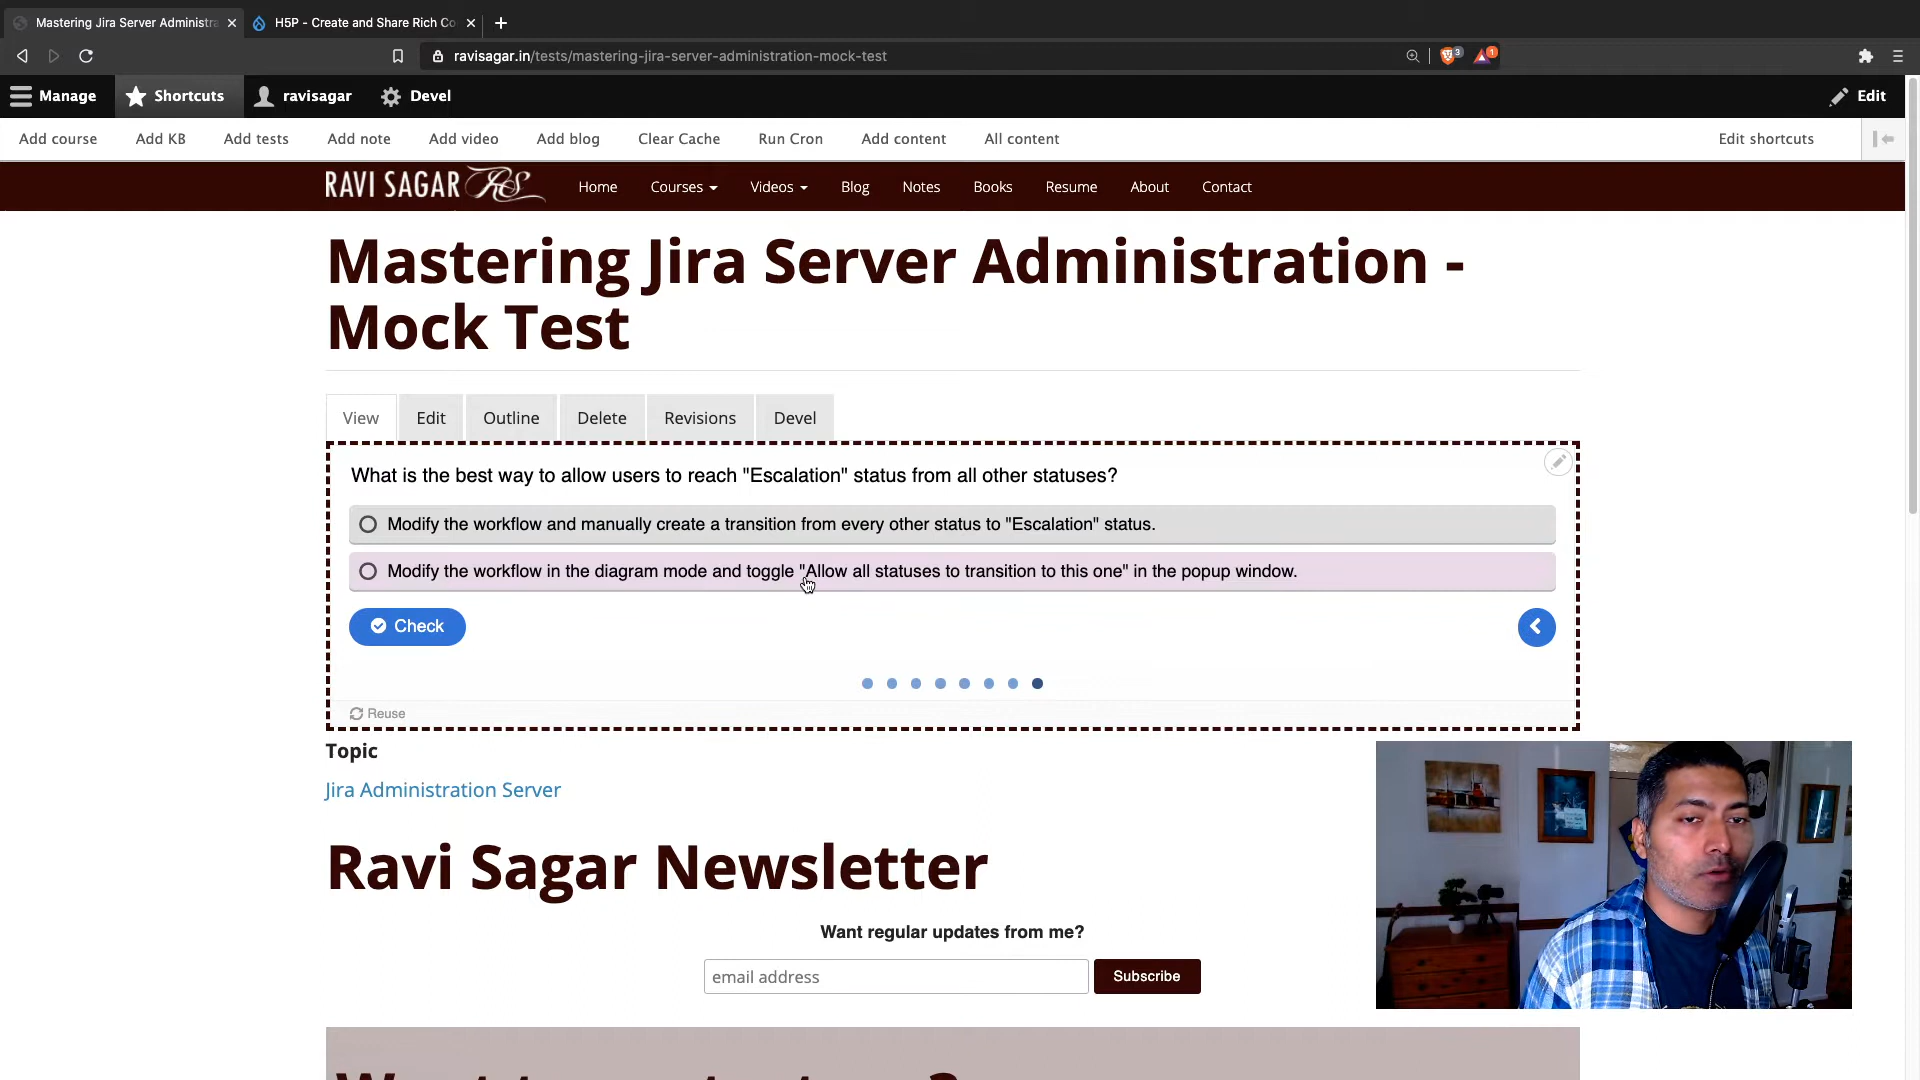 Mastering Jira Server Administra
H5P - Create and Share Rich Co
ravisagar.in/tests/mastering-jira-server-administration-mock-test
3
1
Manage Shortcuts ravisagar Devel Edit
Add course Add KB Add tests Add note Add video Add blog Clear Cache Run Cron Add content All content Edit shortcuts
RAVI SAGAR RS Home Courses Videos Blog Notes Books Resume About Contact
Mastering Jira Server Administration -
Mock Test
View Edit Outline Delete Revisions Devel
What is the best way to allow users to reach "Escalation" status from all other statuses?
Modify the workflow and manually create a transition from every other status to "Escalation" status.
Modify the workflow in the diagram mode and toggle "Allow all statuses to transition to this one" in the popup window.
Check
Reuse
Topic
Jira Administration Server
Ravi Sagar Newsletter
Want regular updates from me?
email address Subscribe